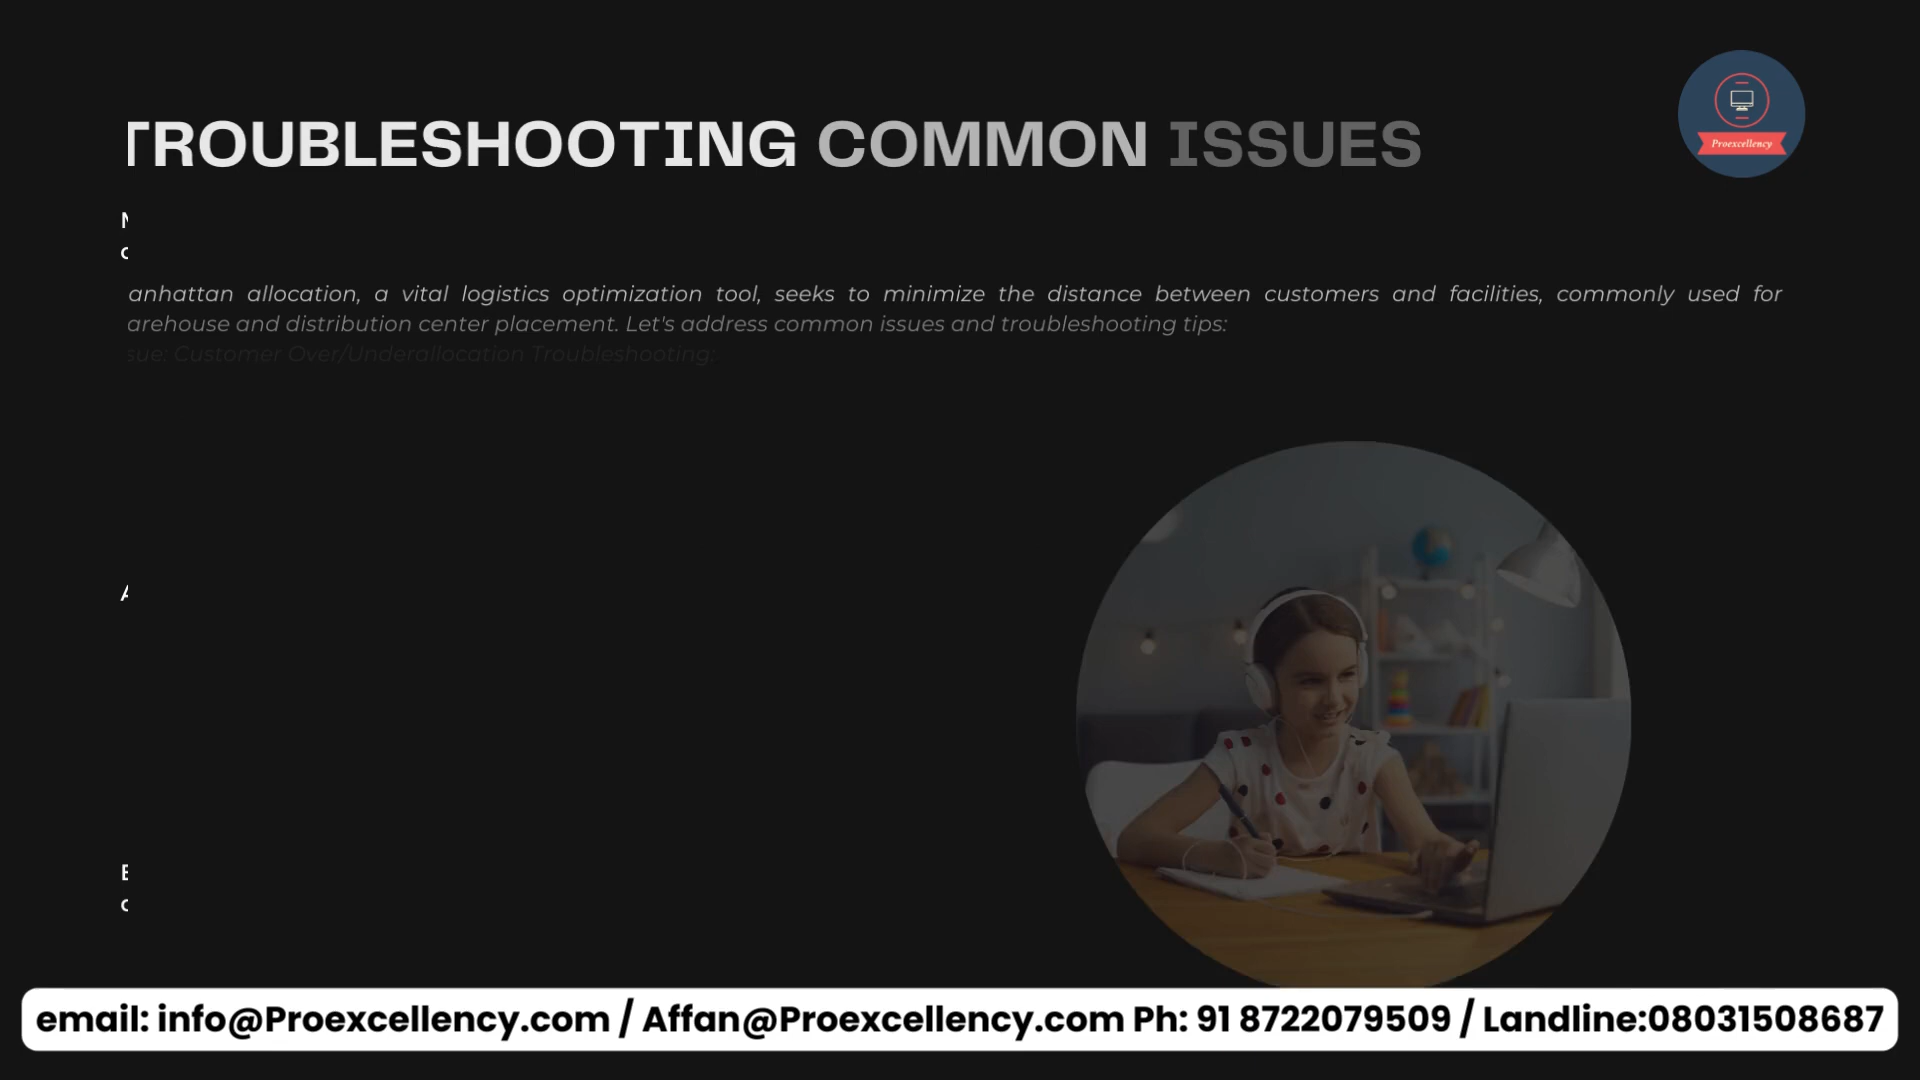 TROUBLESHOOTING COMMON ISSUES
Proexcellency
anhattan allocation, a vital logistics optimization tool, seeks to minimize the distance between customers and facilities, commonly used for
arehouse and distribution center placement. Let's address common issues and troubleshooting tips:
sue: Customer Over/Underallocation Troubleshooting:
email: info@Proexcellency.com / Affan@Proexcellency.com Ph: 91 8722079509 / Landline:08031508687